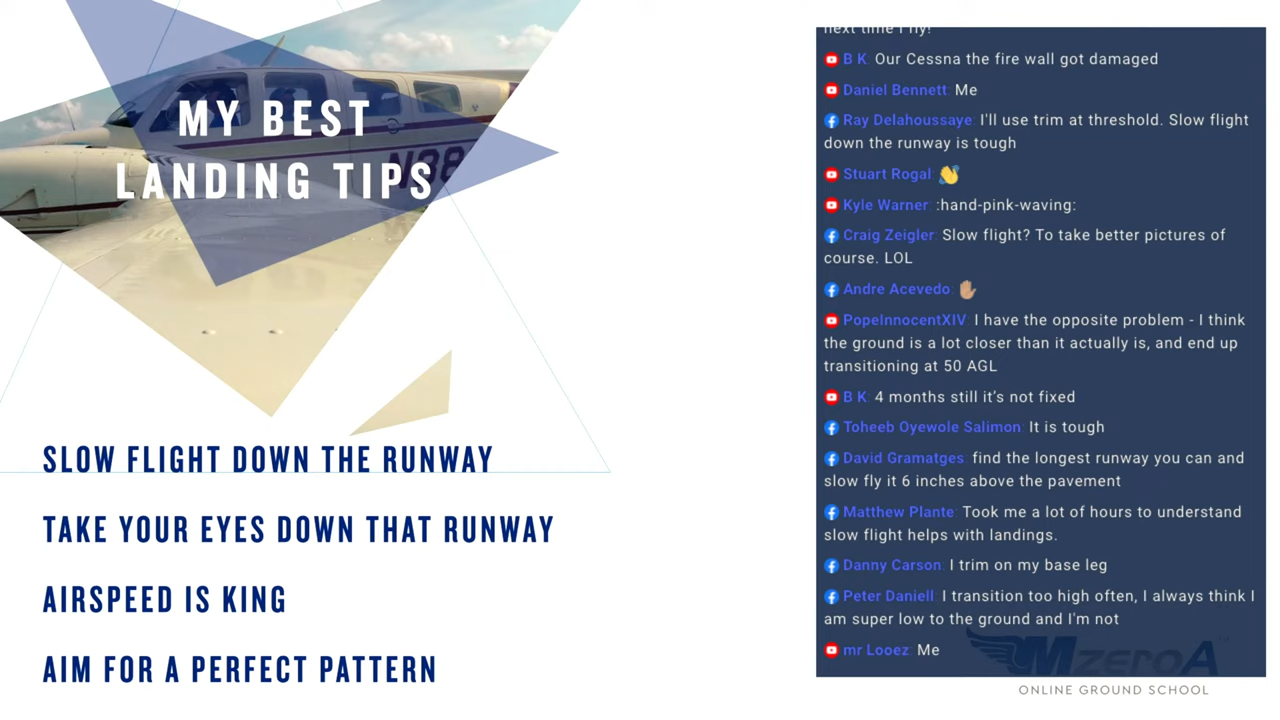 MY BEST
LANDING TIPS
N38
SLOW FLIGHT DOWN THE RUNWAY
TAKE YOUR EYES DOWN THAT RUNWAY
AIRSPEED IS KING
AIM FOR A PERFECT PATTERN
next time I fly!
B K: Our Cessna the fire wall got damaged
Daniel Bennett: Me
Ray Delahoussaye: I'll use trim at threshold. Slow flight
down the runway is tough
Stuart Rogal: 👋
Kyle Warner: :hand-pink-waving:
Craig Zeigler: Slow flight? To take better pictures of
course. LOL
Andre Acevedo: ✋🏽
PopeInnocentXIV: I have the opposite problem - I think
the ground is a lot closer than it actually is, and end up
transitioning at 50 AGL
B K: 4 months still it’s not fixed
Toheeb Oyewole Salimon: It is tough
David Gramatges: find the longest runway you can and
slow fly it 6 inches above the pavement
Matthew Plante: Took me a lot of hours to understand
slow flight helps with landings.
Danny Carson: I trim on my base leg
Peter Daniell: I transition too high often, I always think I
am super low to the ground and I'm not
mr Looez: Me
MzeroA
ONLINE GROUND SCHOOL